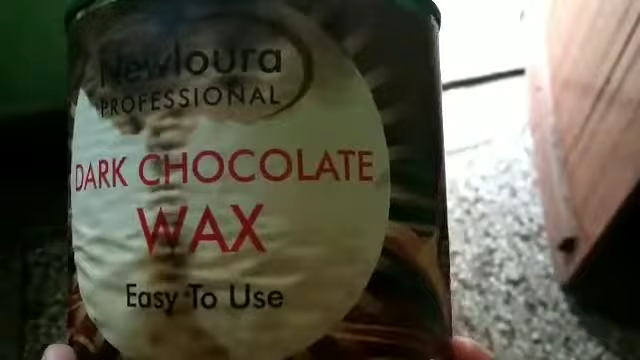 Newloura
PROFESSIONAL
DARK CHOCOLATE
WAX
Easy To Use